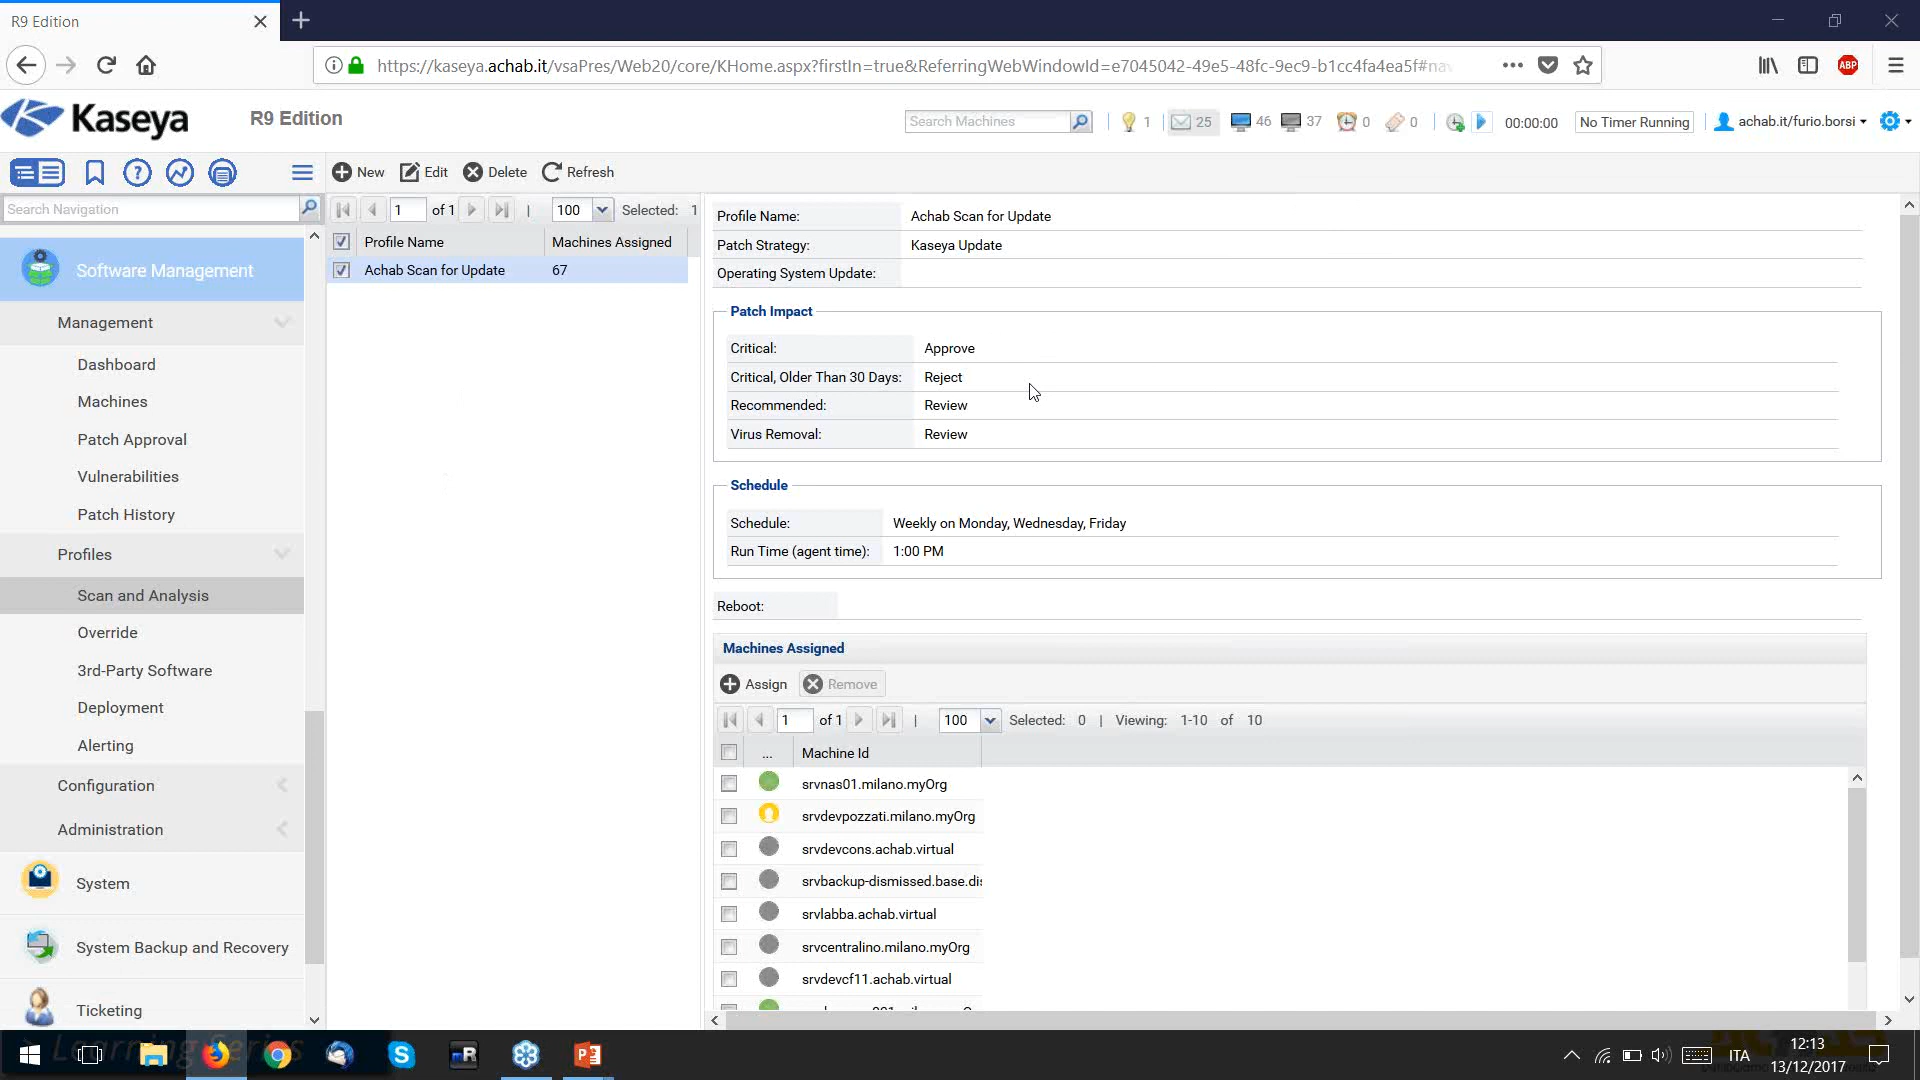 R9 Edition
https://kaseya.achab.it/vsaPres/Web20/core/KHome.aspx?firstIn=true&ReferringWebWindowId=e7045042-49e5-48fc-9ec9-b1cc4fa4ea5f#na
ABP
Kaseya R9 Edition
Search Machines 1 25 46 37 0 0 00:00:00 No Timer Running achab.it/furio.borsi
New Edit Delete Refresh
Search Navigation
1 of 1 | 100 Selected: 1
Profile Name Machines Assigned
Achab Scan for Update 67
Software Management
Management
Dashboard
Machines
Patch Approval
Vulnerabilities
Patch History
Profiles
Scan and Analysis
Override
3rd-Party Software
Deployment
Alerting
Configuration
Administration
System
System Backup and Recovery
Ticketing
Profile Name: Achab Scan for Update
Patch Strategy: Kaseya Update
Operating System Update:
Patch Impact
Critical: Approve
Critical, Older Than 30 Days: Reject
Recommended: Review
Virus Removal: Review
Schedule
Schedule: Weekly on Monday, Wednesday, Friday
Run Time (agent time): 1:00 PM
Reboot:
Machines Assigned
Assign Remove
1 of 1 | 100 Selected: 0 | Viewing: 1-10 of 10
... Machine Id
srvnas01.milano.myOrg
srvdevpozzati.milano.myOrg
srvdevcons.achab.virtual
srvbackup-dismissed.base.di
srvlabba.achab.virtual
srvcentralino.milano.myOrg
srvdevcf11.achab.virtual
Learning Series
ITA
12:13
13/12/2017